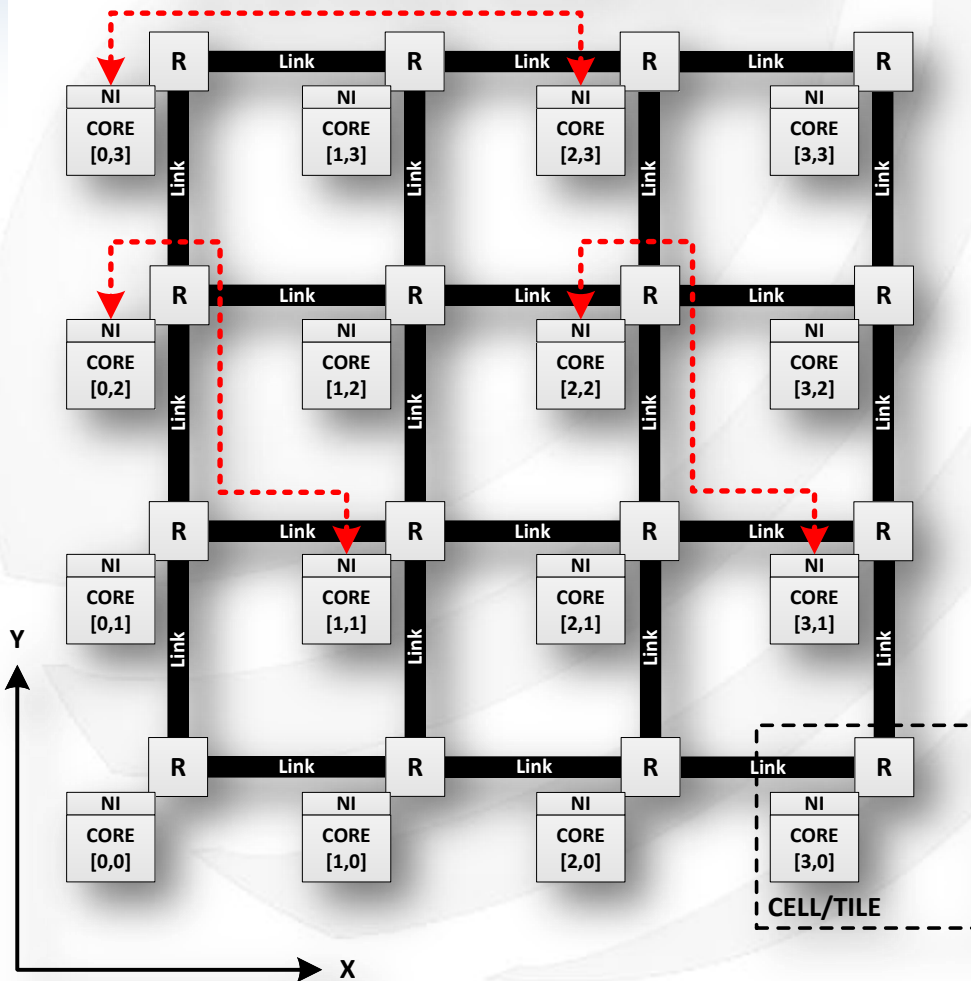 R Link R Link R Link R
NI NI NI NI
CORE CORE CORE CORE
[0,3] [1,3] [2,3] [3,3]
Link Link Link Link
R Link R Link R Link R
NI NI NI NI
CORE CORE CORE CORE
[0,2] [1,2] [2,2] [3,2]
Link Link Link Link
R Link R Link R Link R
NI NI NI NI
CORE CORE CORE CORE
[0,1] [1,1] [2,1] [3,1]
Link Link Link Link
Y
R Link R Link R Link R
NI NI NI NI
CORE CORE CORE CORE
[0,0] [1,0] [2,0] [3,0]
CELL/TILE
X